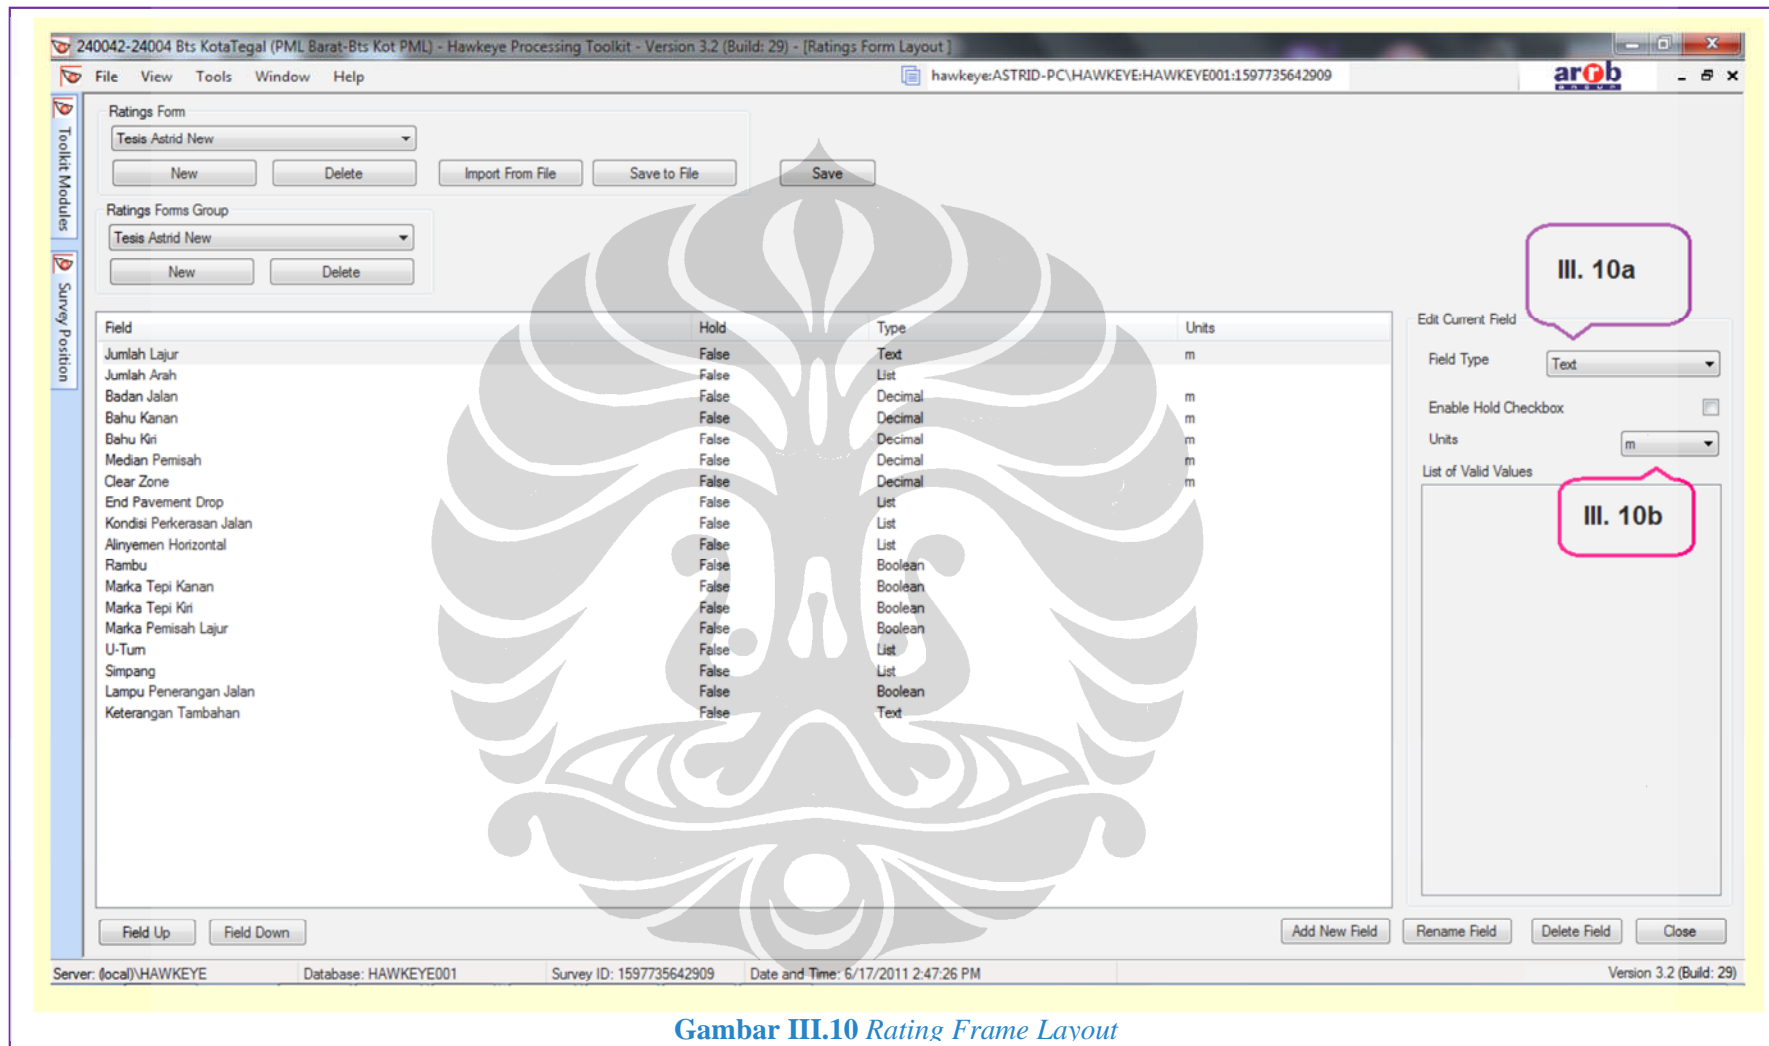 240042-24004 Bts KotaTegal (PML Barat-Bts Kot PML) - Hawkeye Processing Toolkit - Version 3.2 (Build: 29) - [Ratings Form Layout ]
File View Tools Window Help
hawkeye:ASTRID-PC\HAWKEYE:HAWKEYE001:1597735642909
arrb
Toolkit Modules
Survey Position
Ratings Form
Tesis Astrid New
New Delete Import From File Save to File Save
Ratings Forms Group
Tesis Astrid New
New Delete
III. 10a
Field Hold Type Units
Jumlah Lajur False Text m
Jumlah Arah False List
Badan Jalan False Decimal m
Bahu Kanan False Decimal m
Bahu Kiri False Decimal m
Median Pemisah False Decimal m
Clear Zone False Decimal m
End Pavement Drop False List
Kondisi Perkerasan Jalan False List
Alinyemen Horizontal False List
Rambu False Boolean
Marka Tepi Kanan False Boolean
Marka Tepi Kiri False Boolean
Marka Pemisah Lajur False Boolean
U-Turn False List
Simpang False List
Lampu Penerangan Jalan False Boolean
Keterangan Tambahan False Text
Edit Current Field
Field Type Text
Enable Hold Checkbox
Units m
List of Valid Values
III. 10b
Field Up Field Down Add New Field Rename Field Delete Field Close
Server: (local)\HAWKEYE Database: HAWKEYE001 Survey ID: 1597735642909 Date and Time: 6/17/2011 2:47:26 PM Version 3.2 (Build: 29)
Gambar III.10 Rating Frame Layout